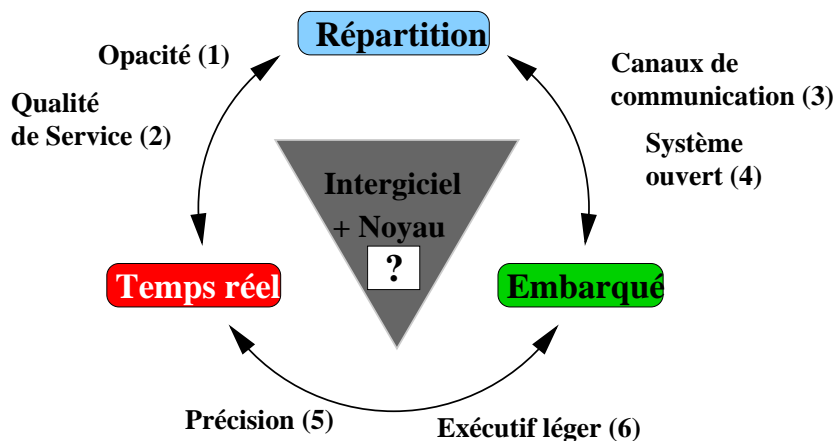 Répartition
Opacité (1)
Qualité
de Service (2)
Canaux de
communication (3)
Système
ouvert (4)
Intergiciel
+ Noyau
?
Temps réel
Embarqué
Précision (5)
Exécutif léger (6)